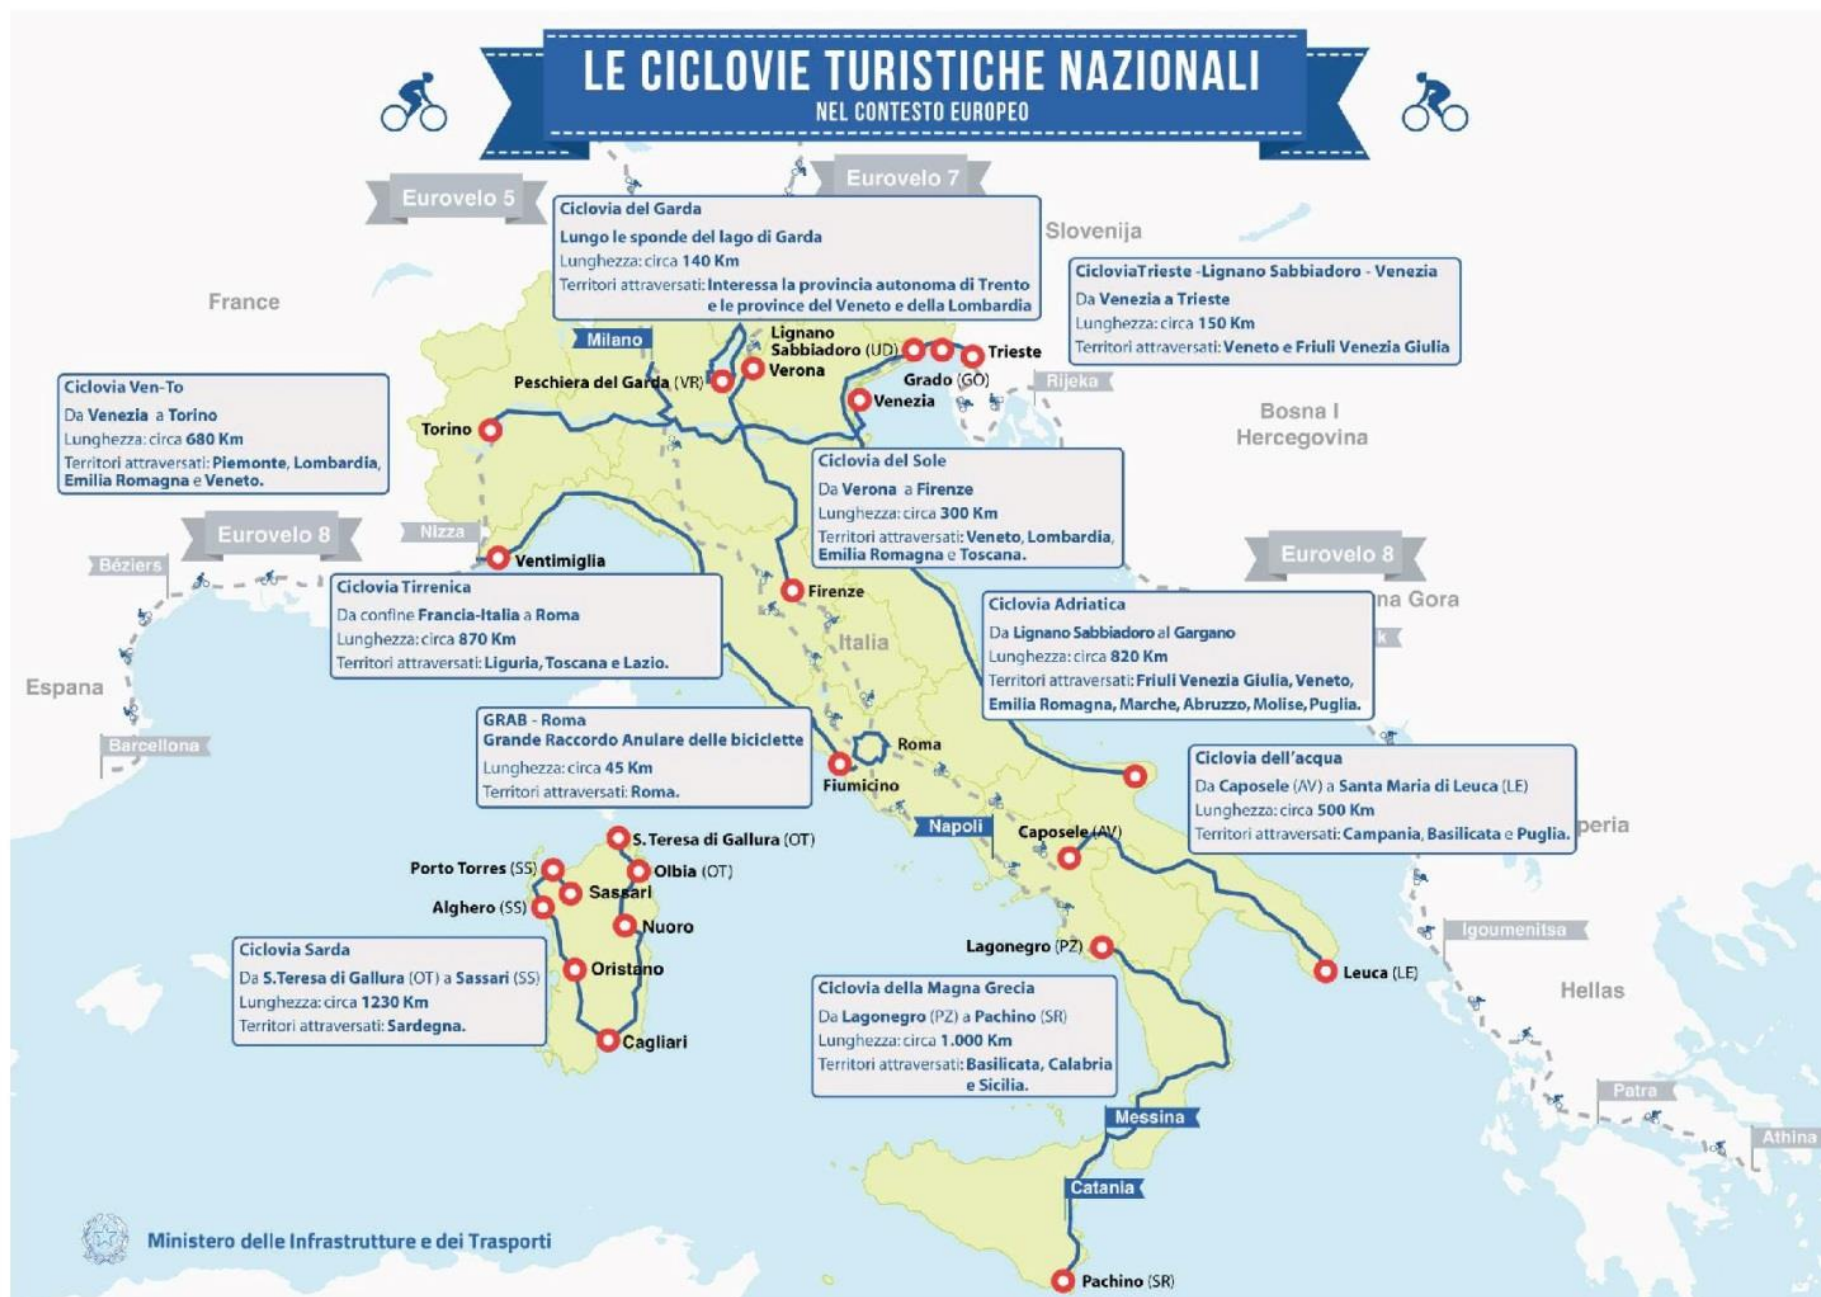 LE CICLOVIE TURISTICHE NAZIONALI
NEL CONTESTO EUROPEO
Eurovelo 5
Eurovelo 7
Ciclovia del Garda
Lungo le sponde del lago di Garda
Lunghezza: circa 140 Km
Territori attraversati: Interessa la provincia autonoma di Trento
e le province del Veneto e della Lombardia
Slovenija
CicloviaTrieste -Lignano Sabbiadoro - Venezia
Da Venezia a Trieste
Lunghezza: circa 150 Km
Territori attraversati: Veneto e Friuli Venezia Giulia
France
Milano
Lignano
Sabbiadoro (UD)
Trieste
Verona
Peschiera del Garda (VR)
Grado (GO)
Rijeka
Venezia
Bosna I
Hercegovina
Ciclovia Ven-To
Da Venezia a Torino
Lunghezza: circa 680 Km
Territori attraversati: Piemonte, Lombardia,
Emilia Romagna e Veneto.
Torino
Ciclovia del Sole
Da Verona a Firenze
Lunghezza: circa 300 Km
Territori attraversati: Veneto, Lombardia,
Emilia Romagna e Toscana.
Eurovelo 8
Nizza
Béziers
Ventimiglia
Eurovelo 8
Ciclovia Tirrenica
Da confine Francia-Italia a Roma
Lunghezza: circa 870 Km
Territori attraversati: Liguria, Toscana e Lazio.
Firenze
Italia
Ciclovia Adriatica
Da Lignano Sabbiadoro al Gargano
Lunghezza: circa 820 Km
Territori attraversati: Friuli Venezia Giulia, Veneto,
Emilia Romagna, Marche, Abruzzo, Molise, Puglia.
na Gora
k
Espana
Barcellona
GRAB - Roma
Grande Raccordo Anulare delle biciclette
Lunghezza: circa 45 Km
Territori attraversati: Roma.
Roma
Fiumicino
Ciclovia dell'acqua
Da Caposele (AV) a Santa Maria di Leuca (LE)
Lunghezza: circa 500 Km
Territori attraversati: Campania, Basilicata e Puglia.
peria
Napoli
Caposele (AV)
S.Teresa di Gallura (OT)
Porto Torres (SS)
Olbia (OT)
Sassari
Alghero (SS)
Nuoro
Oristano
Cagliari
Ciclovia Sarda
Da S.Teresa di Gallura (OT) a Sassari (SS)
Lunghezza: circa 1230 Km
Territori attraversati: Sardegna.
Lagonegro (PZ)
Leuca (LE)
Igoumenitsa
Hellas
Ciclovia della Magna Grecia
Da Lagonegro (PZ) a Pachino (SR)
Lunghezza: circa 1.000 Km
Territori attraversati: Basilicata, Calabria
e Sicilia.
Patra
Athina
Messina
Catania
Pachino (SR)
Ministero delle Infrastrutture e dei Trasporti